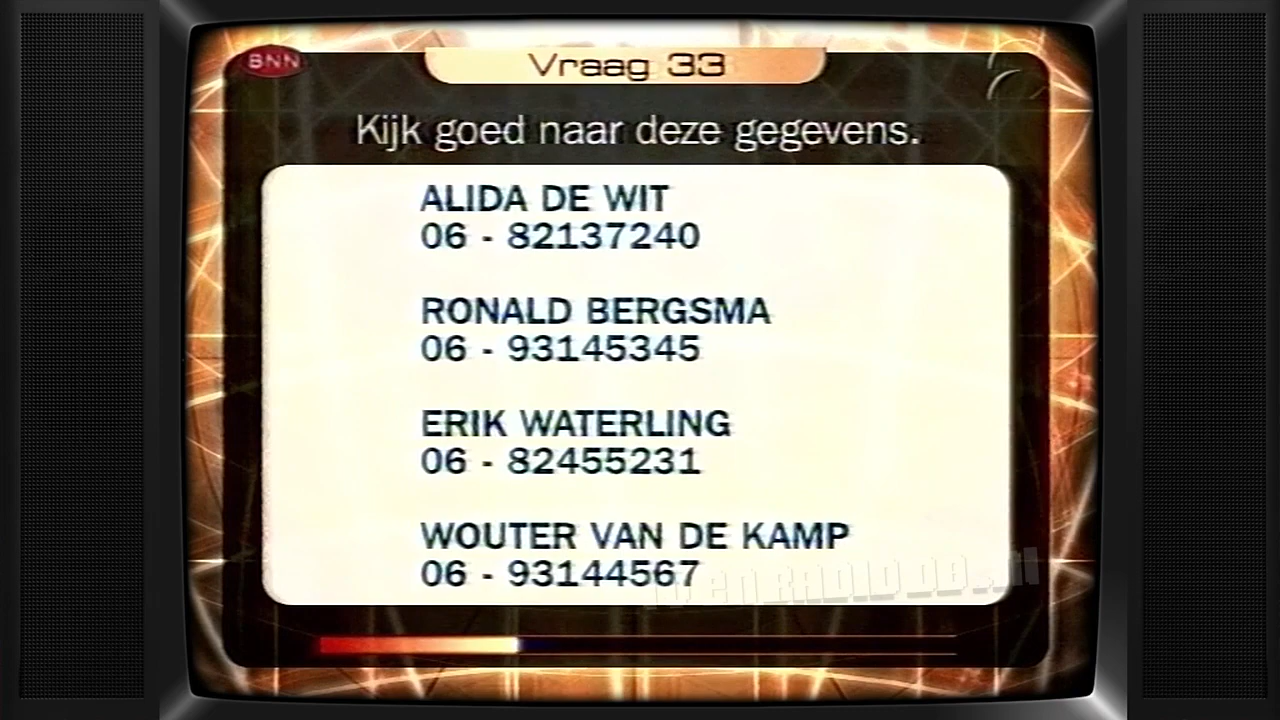 BNN
Vraag 33
Kijk goed naar deze gegevens.
ALIDA DE WIT
06 - 82137240
RONALD BERGSMA
06 - 93145345
ERIK WATERLING
06 - 82455231
WOUTER VAN DE KAMP
06 - 93144567